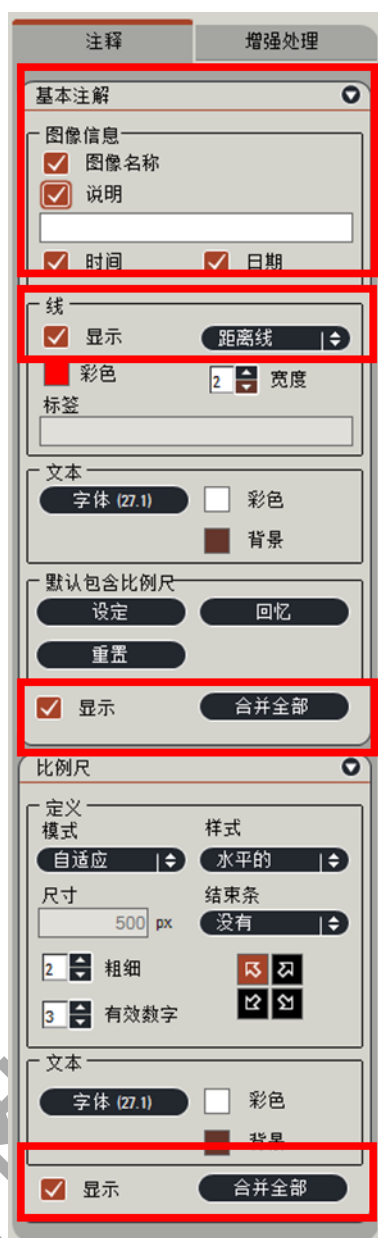 注释 增强处理
基本注解
图像信息
图像名称
说明
时间 日期
线
显示 距离线
彩色 2 宽度
标签
文本
字体 (27.1) 彩色
背景
默认包含比例尺
设定 回忆
重置
显示 合并全部
比例尺
定义
模式 样式
自适应 水平的
尺寸 结束条
500 px 没有
2 粗细
3 有效数字
文本
字体 (27.1) 彩色
背景
显示 合并全部